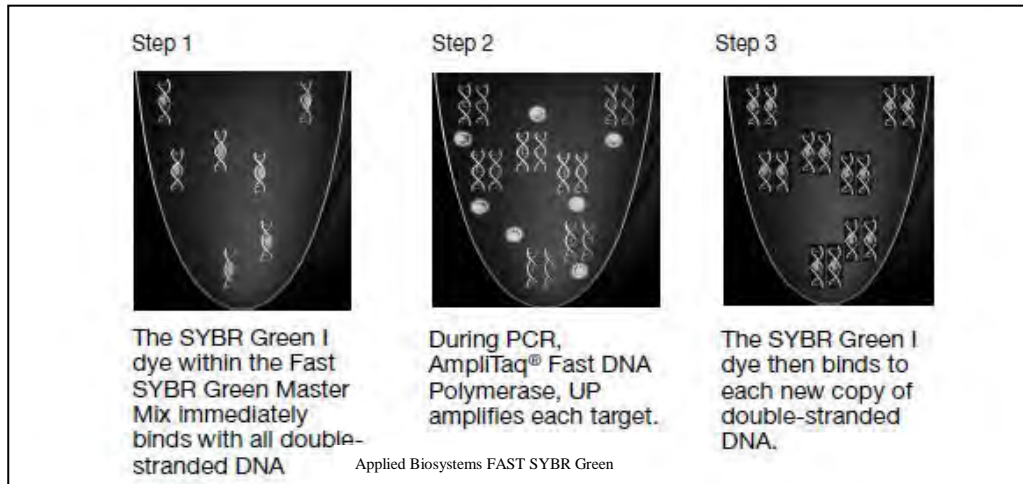 Step 1
The SYBR Green I
dye within the Fast
SYBR Green Master
Mix immediately
binds with all double-
stranded DNA
Step 2
During PCR,
AmpliTaq® Fast DNA
Polymerase, UP
amplifies each target.
Step 3
The SYBR Green I
dye then binds to
each new copy of
double-stranded
DNA.
Applied Biosystems FAST SYBR Green